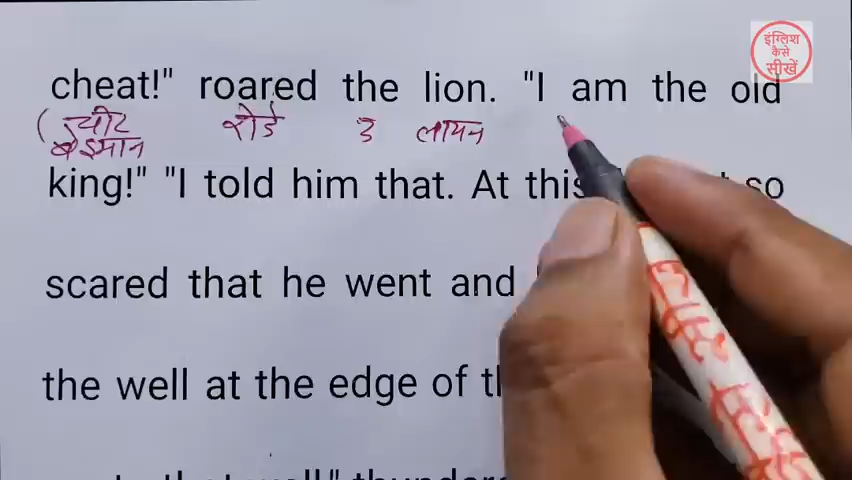 इंग्लिश
कैसे
सीखें
cheat!" roared the lion. "I am the old
(चीट रोर्ड द लायन
बेइमान
king!" "I told him that. At this so
scared that he went and
the well at the edge of